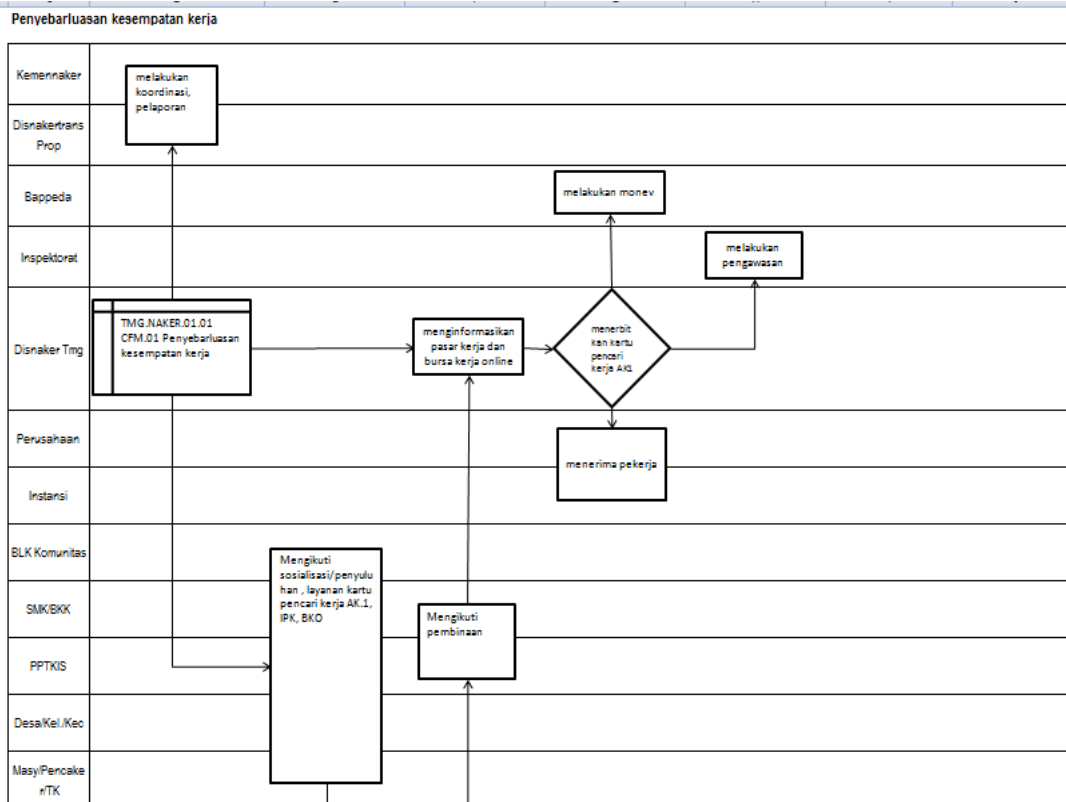 Penyebarluasan kesempatan kerja
Kemennaker
melakukan
koordinasi,
pelaporan
Disnakertrans
Prop
Bappeda
melakukan monev
Inspektorat
melakukan
pengawasan
Disnaker Tmg
TMG.NAKER.01.01
CFM.01 Penyebarluasan
kesempatan kerja
menginformasikan
pasar kerja dan
bursa kerja online
menerbit
kan kartu
pencari
kerja AK1
Perusahaan
menerima pekerja
Instansi
BLK Komunitas
Mengikuti
sosialisasi/penyulu
han , layanan kartu
pencari kerja AK.1,
IPK, BKO
SMK/BKK
Mengikuti
pembinaan
PPTKIS
Desa/Kel./Kec
Masy/Pencake
r/TK